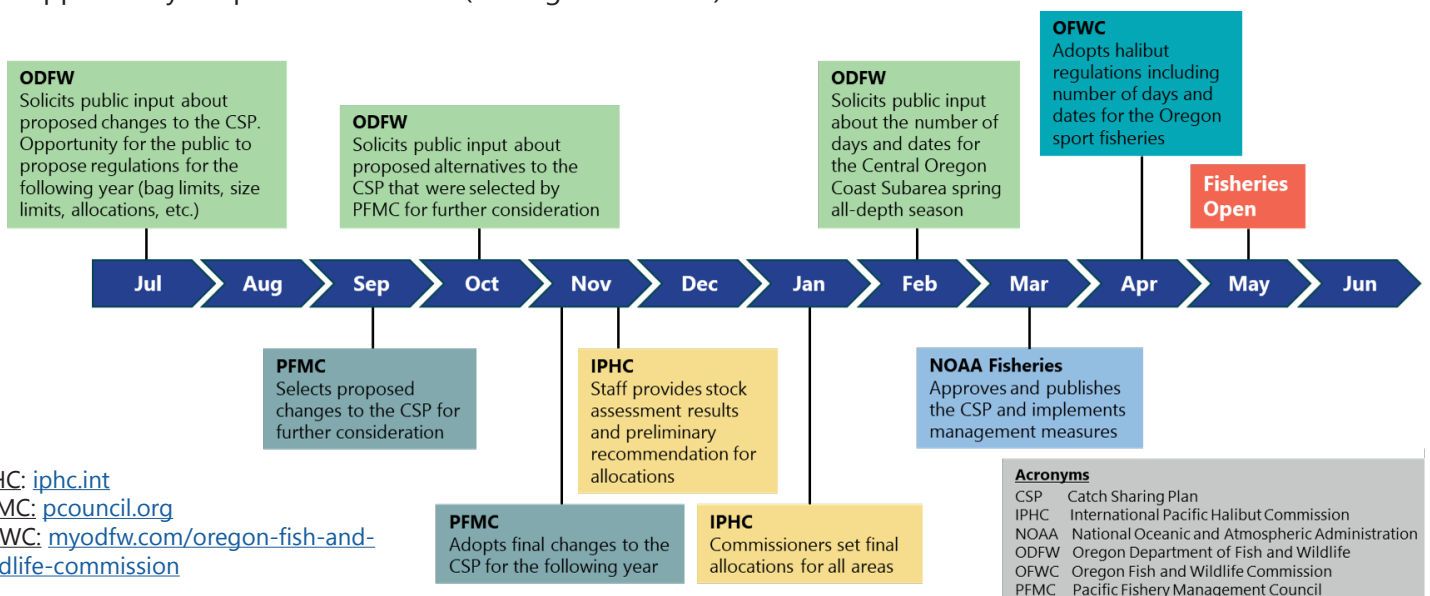 ODFW
Solicits public input about
proposed changes to the CSP.
Opportunity for the public to
propose regulations for the
following year (bag limits, size
limits, allocations, etc.)
ODFW
Solicits public input about
proposed alternatives to the
CSP that were selected by
PFMC for further consideration
ODFW
Solicits public input
about the number of
days and dates for
the Central Oregon
Coast Subarea spring
all-depth season
OFWC
Adopts halibut
regulations including
number of days and
dates for the Oregon
sport fisheries
Fisheries
Open
Jul Aug Sep Oct Nov Dec Jan Feb Mar Apr May Jun
PFMC
Selects proposed
changes to the CSP for
further consideration
IPHC
Staff provides stock
assessment results
and preliminary
recommendation for
allocations
NOAA Fisheries
Approves and publishes
the CSP and implements
management measures
PFMC
Adopts final changes to the
CSP for the following year
IPHC
Commissioners set final
allocations for all areas
HC: iphc.int
MC: pcouncil.org
WC: myodfw.com/oregon-fish-and-
dlife-commission
Acronyms
CSP Catch Sharing Plan
IPHC International Pacific Halibut Commission
NOAA National Oceanic and Atmospheric Administration
ODFW Oregon Department of Fish and Wildlife
OFWC Oregon Fish and Wildlife Commission
PFMC Pacific Fishery Management Council